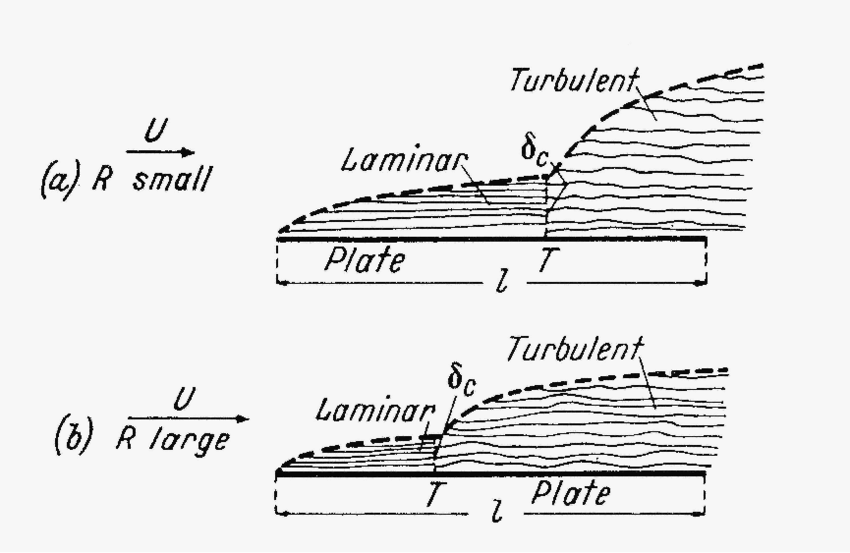 Turbulent
U
δc
Laminar
(a) R small
Plate
T
l
Turbulent
δc
U
Laminar
(b) R large
T
Plate
l